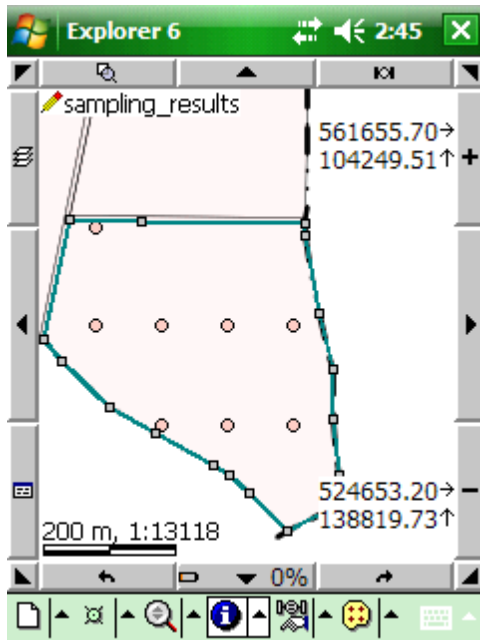 Explorer 6
2:45
sampling_results
561655.70→
104249.51↑
524653.20→
138819.73↑
200 m, 1:13118
0%